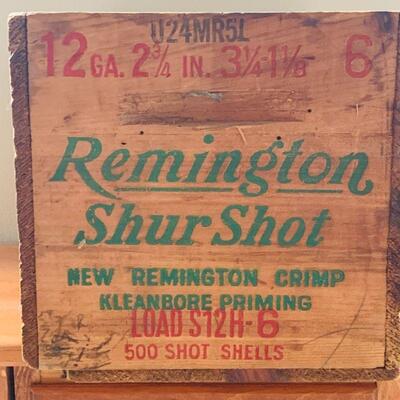 U24MR5L
12 GA. 2¾ IN. 3¼-1⅛ 6
Remington
Shur Shot
NEW REMINGTON CRIMP
KLEANBORE PRIMING
LOAD S12H-6
500 SHOT SHELLS